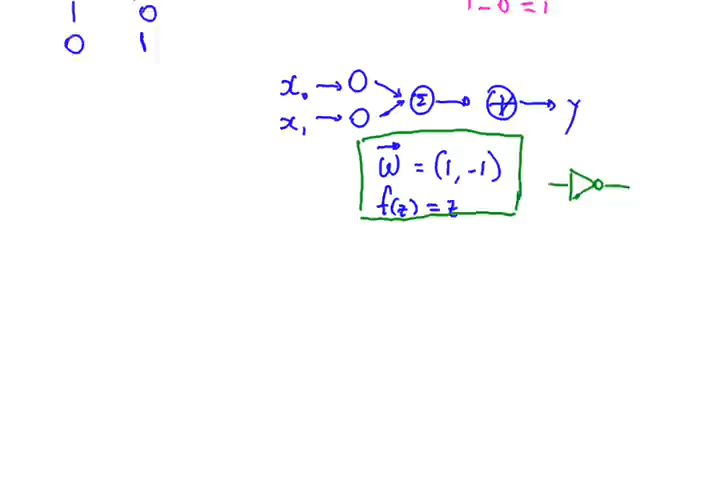 1 0
1 - 0 = 1
0 1
x₀ → O
Σ → → y
x₁ → O
w⃗ = (1, -1)
f(z) = z